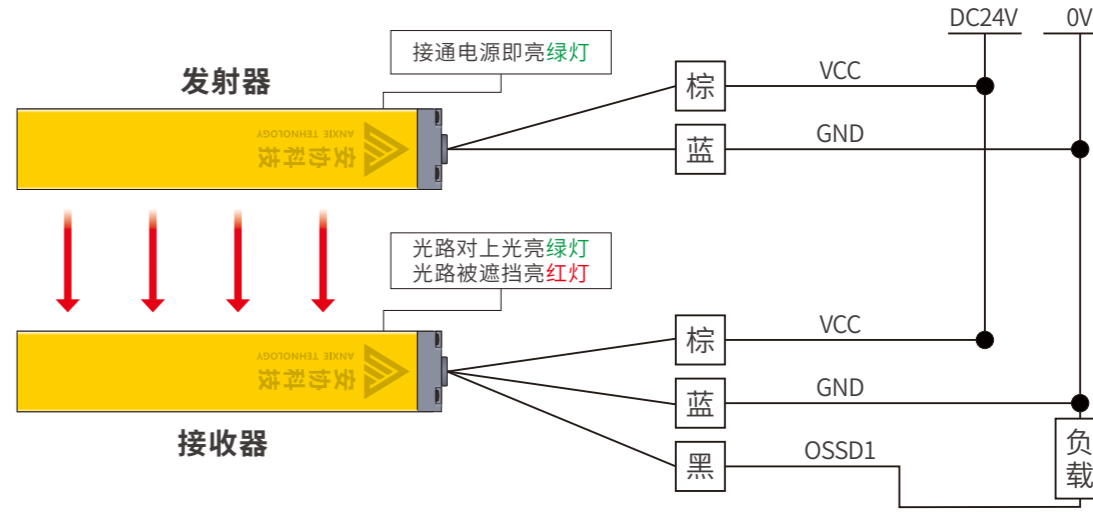 DC24V 0V
接通电源即亮绿灯
发射器
棕 VCC
ANXIE TEHNOLOGY
安协科技
蓝 GND
光路对上光亮绿灯
光路被遮挡亮红灯
棕 VCC
ANXIE TEHNOLOGY
安协科技
蓝 GND
接收器
黑 OSSD1
负
载